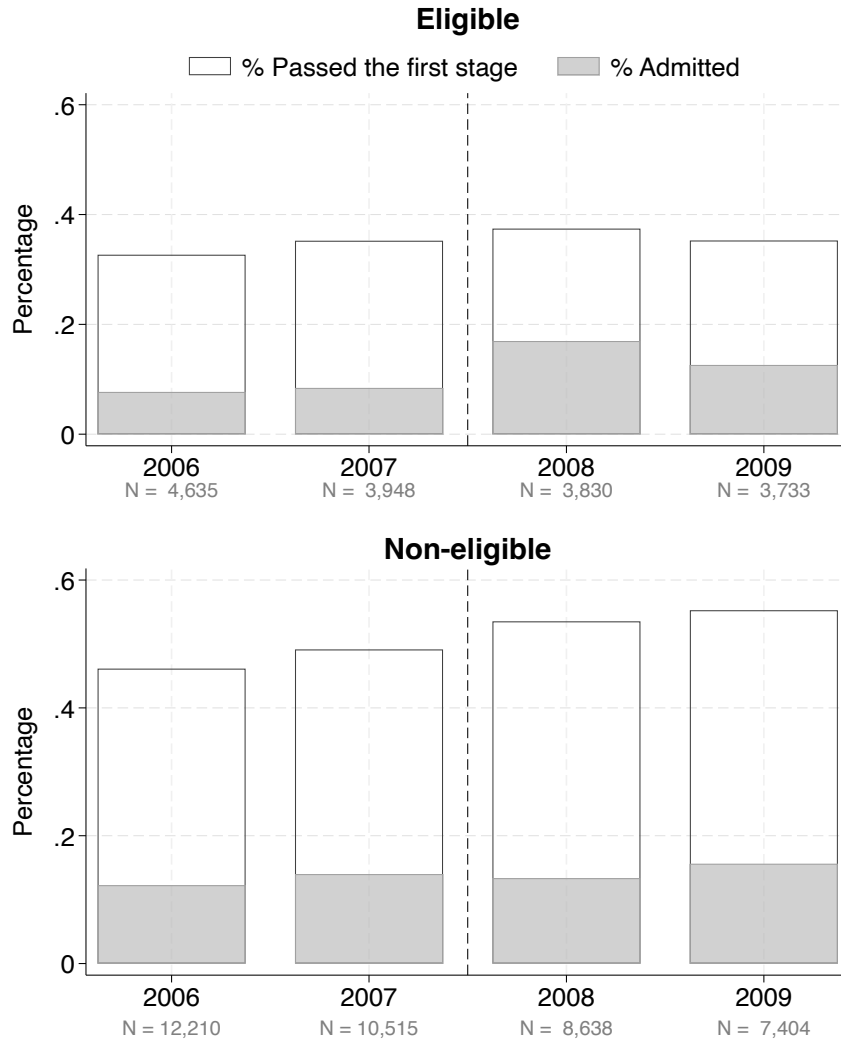 Eligible
% Passed the first stage % Admitted
.6
.4
.2
0
Percentage
2006 2007 2008 2009
N = 4,635 N = 3,948 N = 3,830 N = 3,733
Non-eligible
.6
.4
.2
0
Percentage
2006 2007 2008 2009
N = 12,210 N = 10,515 N = 8,638 N = 7,404